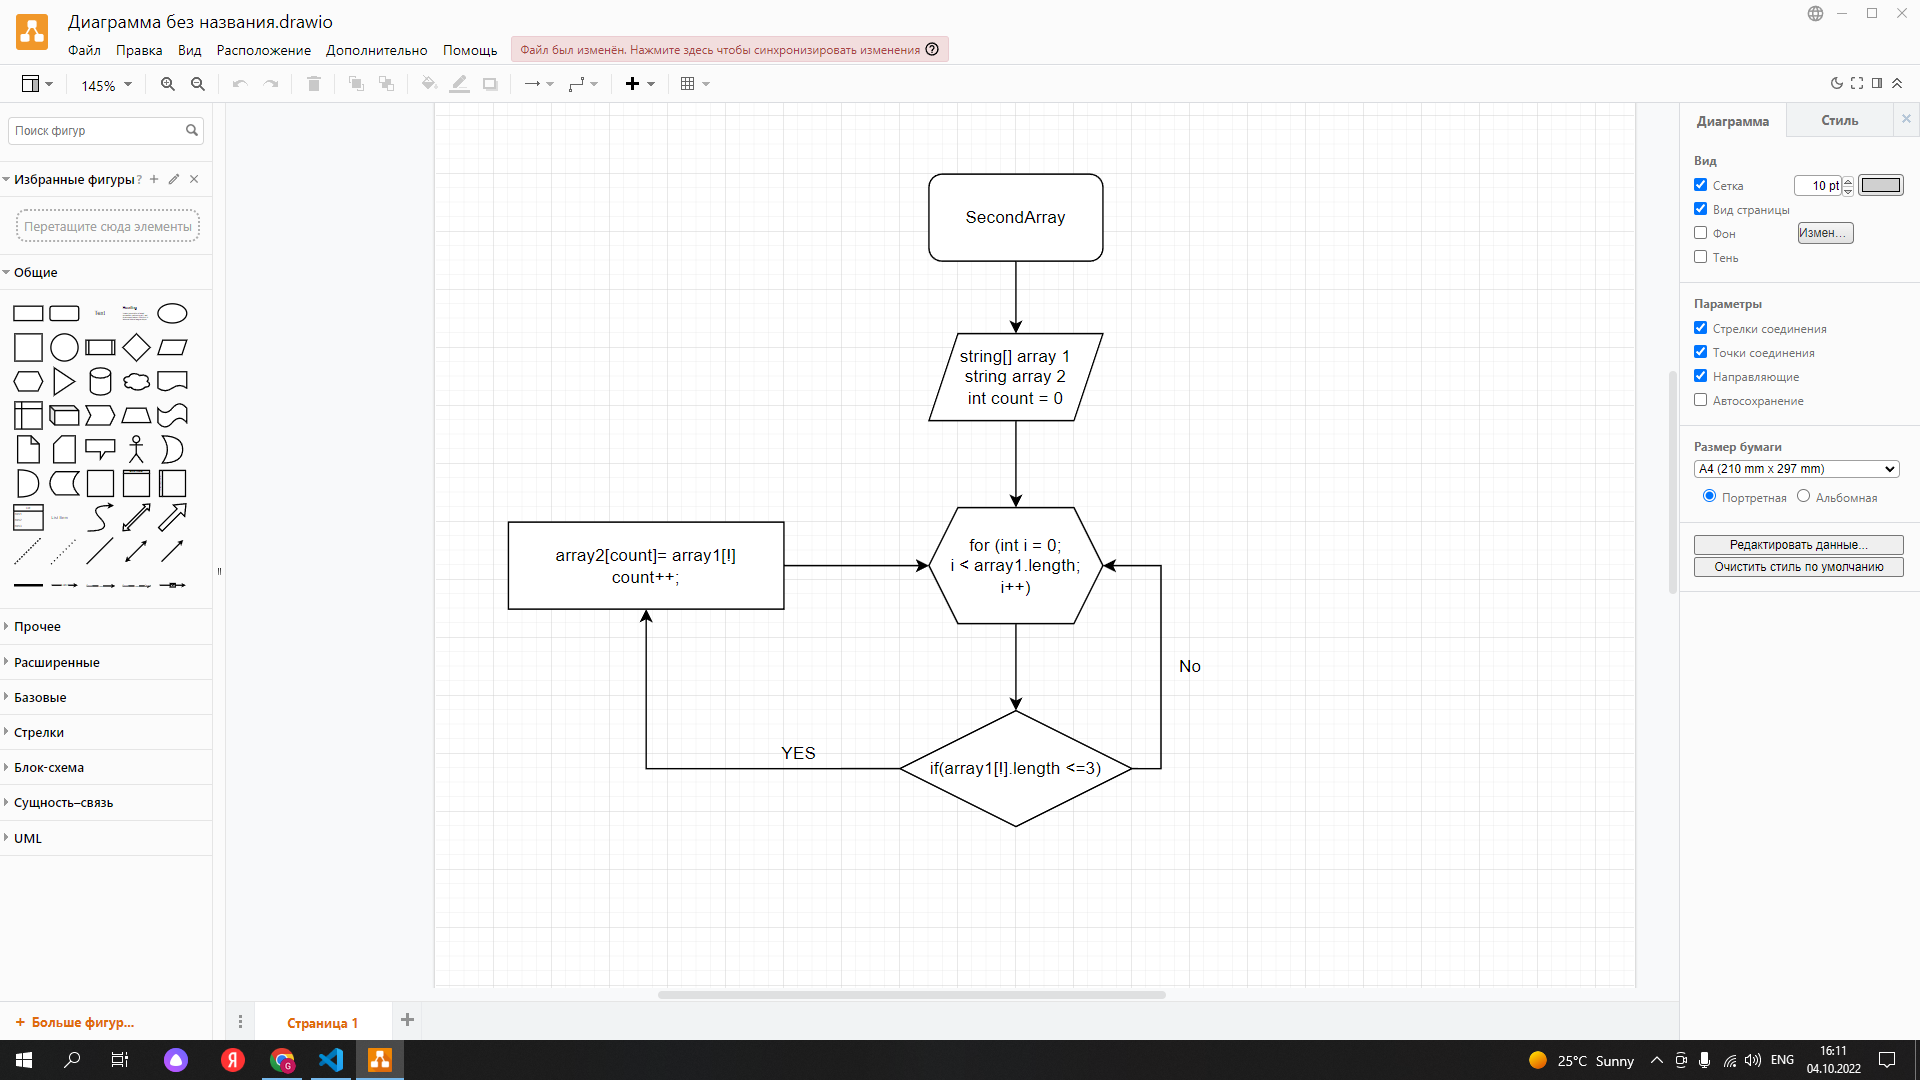 Диаграмма без названия.drawio
Файл Правка Вид Расположение Дополнительно Помощь Файл был изменён. Нажмите здесь чтобы синхронизировать изменения ?
145%
Поиск фигур
Избранные фигуры ?
Перетащите сюда элементы
Общие
Text
Прочее
Расширенные
Базовые
Стрелки
Блок-схема
Сущность–связь
UML
+ Больше фигур...
SecondArray
string[] array 1
string array 2
int count = 0
array2[count]= array1[!]
count++;
for (int i = 0;
i < array1.length;
i++)
No
YES
if(array1[!].length <=3)
Страница 1
Диаграмма Стиль
Вид
Сетка 10 pt
Вид страницы
Фон Измен...
Тень
Параметры
Стрелки соединения
Точки соединения
Направляющие
Автосохранение
Размер бумаги
A4 (210 mm x 297 mm)
Портретная Альбомная
Редактировать данные...
Очистить стиль по умолчанию
Я G 25°C Sunny ENG
16:11
04.10.2022